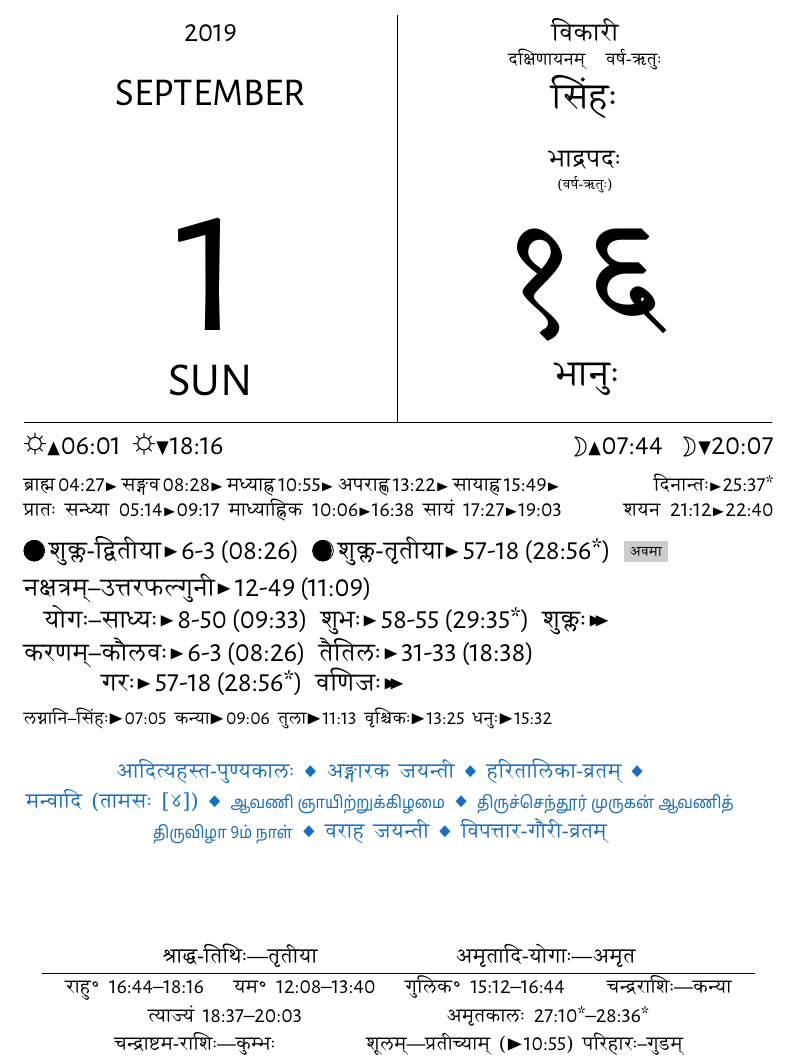 2019
SEPTEMBER
1
SUN
विकारी
दक्षिणायनम् वर्ष-ऋतुः
सिंहः
भाद्रपदः
(वर्ष-ऋतुः)
१६
भानुः
☼▲06:01 ☼▼18:16 ☽▲07:44 ☽▼20:07
ब्राह्म 04:27► सङ्गव 08:28► मध्याह्न 10:55► अपराह्ण 13:22► सायाह्न 15:49► दिनान्तः►25:37*
प्रातः सन्ध्या 05:14►09:17 माध्याह्निक 10:06►16:38 सायं 17:27►19:03 शयन 21:12►22:40
शुक्ल-द्वितीया►6-3 (08:26) शुक्ल-तृतीया►57-18 (28:56*) अवमा
नक्षत्रम्–उत्तरफल्गुनी►12-49 (11:09)
योगः–साध्यः►8-50 (09:33) शुभः►58-55 (29:35*) शुक्लः►►
करणम्–कौलवः►6-3 (08:26) तैतिलः►31-33 (18:38)
गरः►57-18 (28:56*) वणिजः►►
लग्नानि–सिंहः►07:05 कन्या►09:06 तुला►11:13 वृश्चिकः►13:25 धनुः►15:32
आदित्यहस्त-पुण्यकालः ◆ अङ्गारक जयन्ती ◆ हरितालिका-व्रतम् ◆
मन्वादि (तामसः [४]) ◆ ஆவணி ஞாயிற்றுக்கிழமை ◆ திருச்செந்தூர் முருகன் ஆவணித்
திருவிழா 9ம் நாள் ◆ वराह जयन्ती ◆ विपत्तार-गौरी-व्रतम्
श्राद्ध-तिथिः—तृतीया अमृतादि-योगाः—अमृत
राहु° 16:44–18:16 यम° 12:08–13:40 गुलिक° 15:12–16:44 चन्द्रराशिः—कन्या
त्याज्यं 18:37–20:03 अमृतकालः 27:10*–28:36*
चन्द्राष्टम-राशिः—कुम्भः शूलम्—प्रतीच्याम् (►10:55) परिहारः–गुडम्